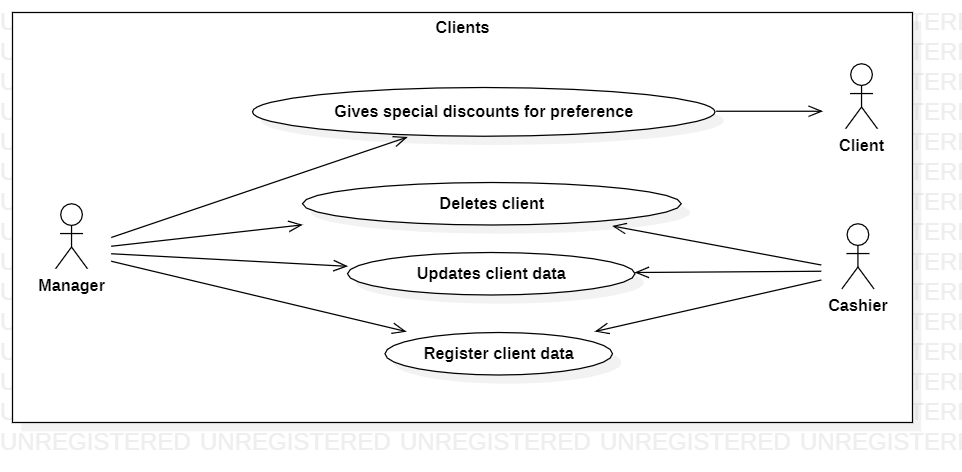 Clients
Gives special discounts for preference
Client
Deletes client
Manager
Updates client data
Cashier
Register client data
UNREGISTERED UNREGISTERED UNREGISTERED UNREGISTERED UNREGISTERI